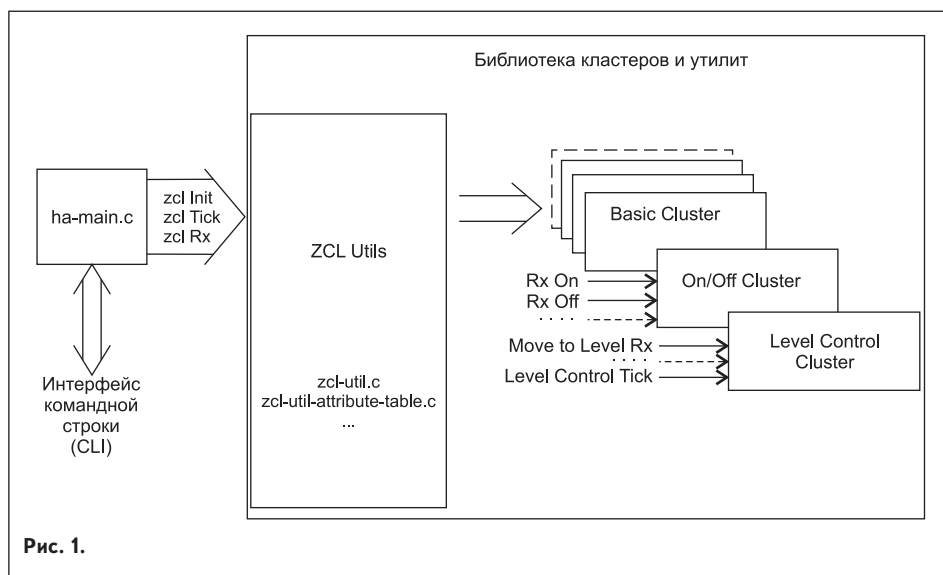 Библиотека кластеров и утилит
ha-main.c
zcl Init
zcl Tick
zcl Rx
Интерфейс
командной
строки
(CLI)
ZCL Utils
zcl-util.c
zcl-util-attribute-table.c
...
Basic Cluster
Rx On
Rx Off
. . . .
On/Off Cluster
Move to Level Rx
. . . .
Level Control Tick
Level Control
Cluster
Рис. 1.